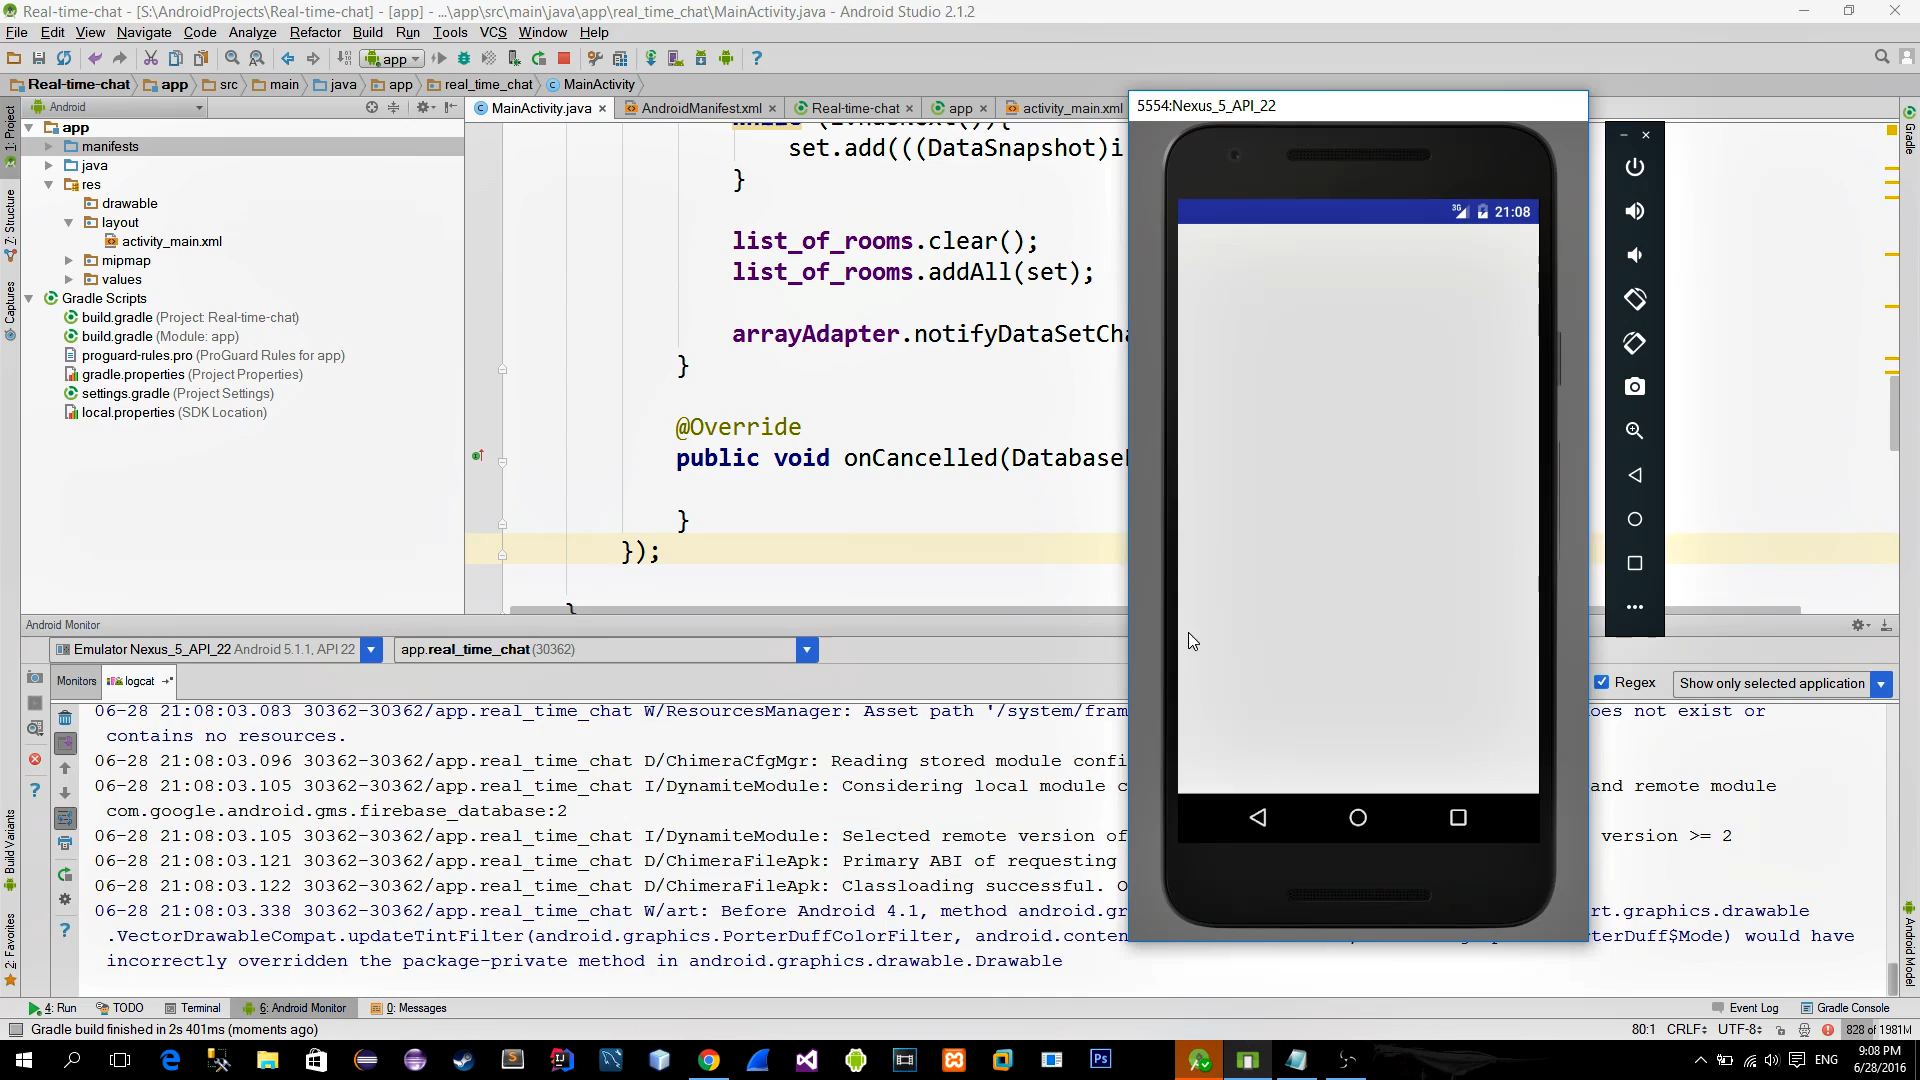 Real-time-chat - [S:\AndroidProjects\Real-time-chat] - [app] - ...\app\src\main\java\app\real_time_chat\MainActivity.java - Android Studio 2.1.2
File Edit View Navigate Code Analyze Refactor Build Run Tools VCS Window Help
app
Real-time-chat app src main java app real_time_chat MainActivity
Android
MainActivity.java AndroidManifest.xml Real-time-chat app activity_main.xml
1: Project
Z: Structure
Captures
Build Variants
2: Favorites
app
manifests
java
res
drawable
layout
activity_main.xml
mipmap
values
Gradle Scripts
build.gradle (Project: Real-time-chat)
build.gradle (Module: app)
proguard-rules.pro (ProGuard Rules for app)
gradle.properties (Project Properties)
settings.gradle (Project Settings)
local.properties (SDK Location)
set.add(((DataSnapshot)i
}
list_of_rooms.clear();
list_of_rooms.addAll(set);
arrayAdapter.notifyDataSetCha
}
@Override
public void onCancelled(Database
}
});
5554:Nexus_5_API_22
3G 21:08
Gradle
Android Model
Android Monitor
Emulator Nexus_5_API_22 Android 5.1.1, API 22
app.real_time_chat (30362)
Monitors logcat
Regex
Show only selected application
06-28 21:08:03.083 30362-30362/app.real_time_chat W/ResourcesManager: Asset path '/system/fram oes not exist or
contains no resources.
06-28 21:08:03.096 30362-30362/app.real_time_chat D/ChimeraCfgMgr: Reading stored module confi
06-28 21:08:03.105 30362-30362/app.real_time_chat I/DynamiteModule: Considering local module c and remote module
com.google.android.gms.firebase_database:2
06-28 21:08:03.105 30362-30362/app.real_time_chat I/DynamiteModule: Selected remote version of version >= 2
06-28 21:08:03.121 30362-30362/app.real_time_chat D/ChimeraFileApk: Primary ABI of requesting
06-28 21:08:03.122 30362-30362/app.real_time_chat D/ChimeraFileApk: Classloading successful. O
06-28 21:08:03.338 30362-30362/app.real_time_chat W/art: Before Android 4.1, method android.gr rt.graphics.drawable
.VectorDrawableCompat.updateTintFilter(android.graphics.PorterDuffColorFilter, android.conten terDuff$Mode) would have
incorrectly overridden the package-private method in android.graphics.drawable.Drawable
4: Run TODO Terminal 6: Android Monitor 0: Messages Event Log Gradle Console
Gradle build finished in 2s 401ms (moments ago) 80:1 CRLF UTF-8 828 of 1981M
ENG
9:08 PM
6/28/2016